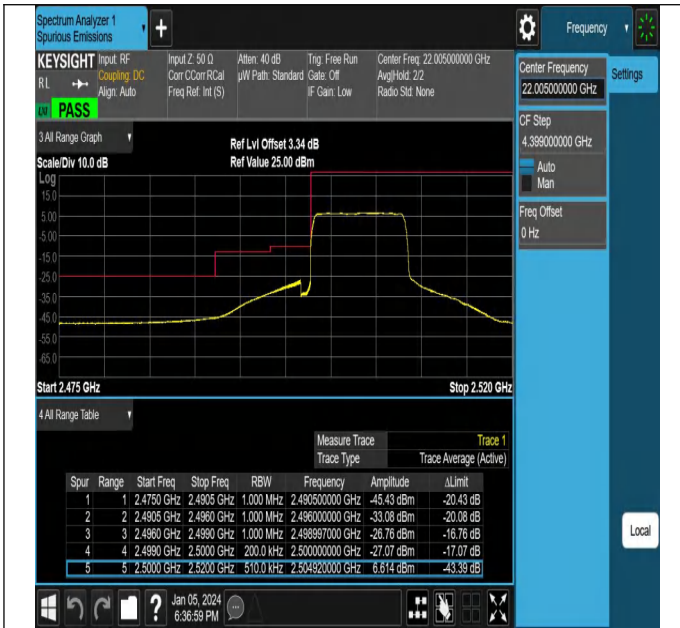 Spectrum Analyzer 1
Spurious Emissions
+
Frequency
KEYSIGHT Input: RF Input Z: 50 Ω Atten: 40 dB Trig: Free Run Center Freq: 22.005000000 GHz
RL Coupling: DC Corr CCorr RCal µW Path: Standard Gate: Off Avg|Hold: 2/2
Align: Auto Freq Ref: Int (S) IF Gain: Low Radio Std: None
PASS
Center Frequency
22.005000000 GHz
Settings
CF Step
4.399000000 GHz
Auto
Man
Freq Offset
0 Hz
3 All Range Graph
Ref Lvl Offset 3.34 dB
Scale/Div 10.0 dB Ref Value 25.00 dBm
Log
15.0
5.00
-5.00
-15.0
-25.0
-35.0
-45.0
-55.0
-65.0
Start 2.475 GHz Stop 2.520 GHz
4 All Range Table
Measure Trace Trace 1
Trace Type Trace Average (Active)
Spur Range Start Freq Stop Freq RBW Frequency Amplitude ΔLimit
1 1 2.4750 GHz 2.4905 GHz 1.000 MHz 2.490500000 GHz -45.43 dBm -20.43 dB
2 2 2.4905 GHz 2.4960 GHz 1.000 MHz 2.496000000 GHz -33.08 dBm -20.08 dB
3 3 2.4960 GHz 2.4990 GHz 1.000 MHz 2.498997000 GHz -26.76 dBm -16.76 dB
4 4 2.4990 GHz 2.5000 GHz 200.0 kHz 2.500000000 GHz -27.07 dBm -17.07 dB
5 5 2.5000 GHz 2.5200 GHz 510.0 kHz 2.504920000 GHz 6.614 dBm -43.39 dB
Local
? Jan 05, 2024
6:36:59 PM